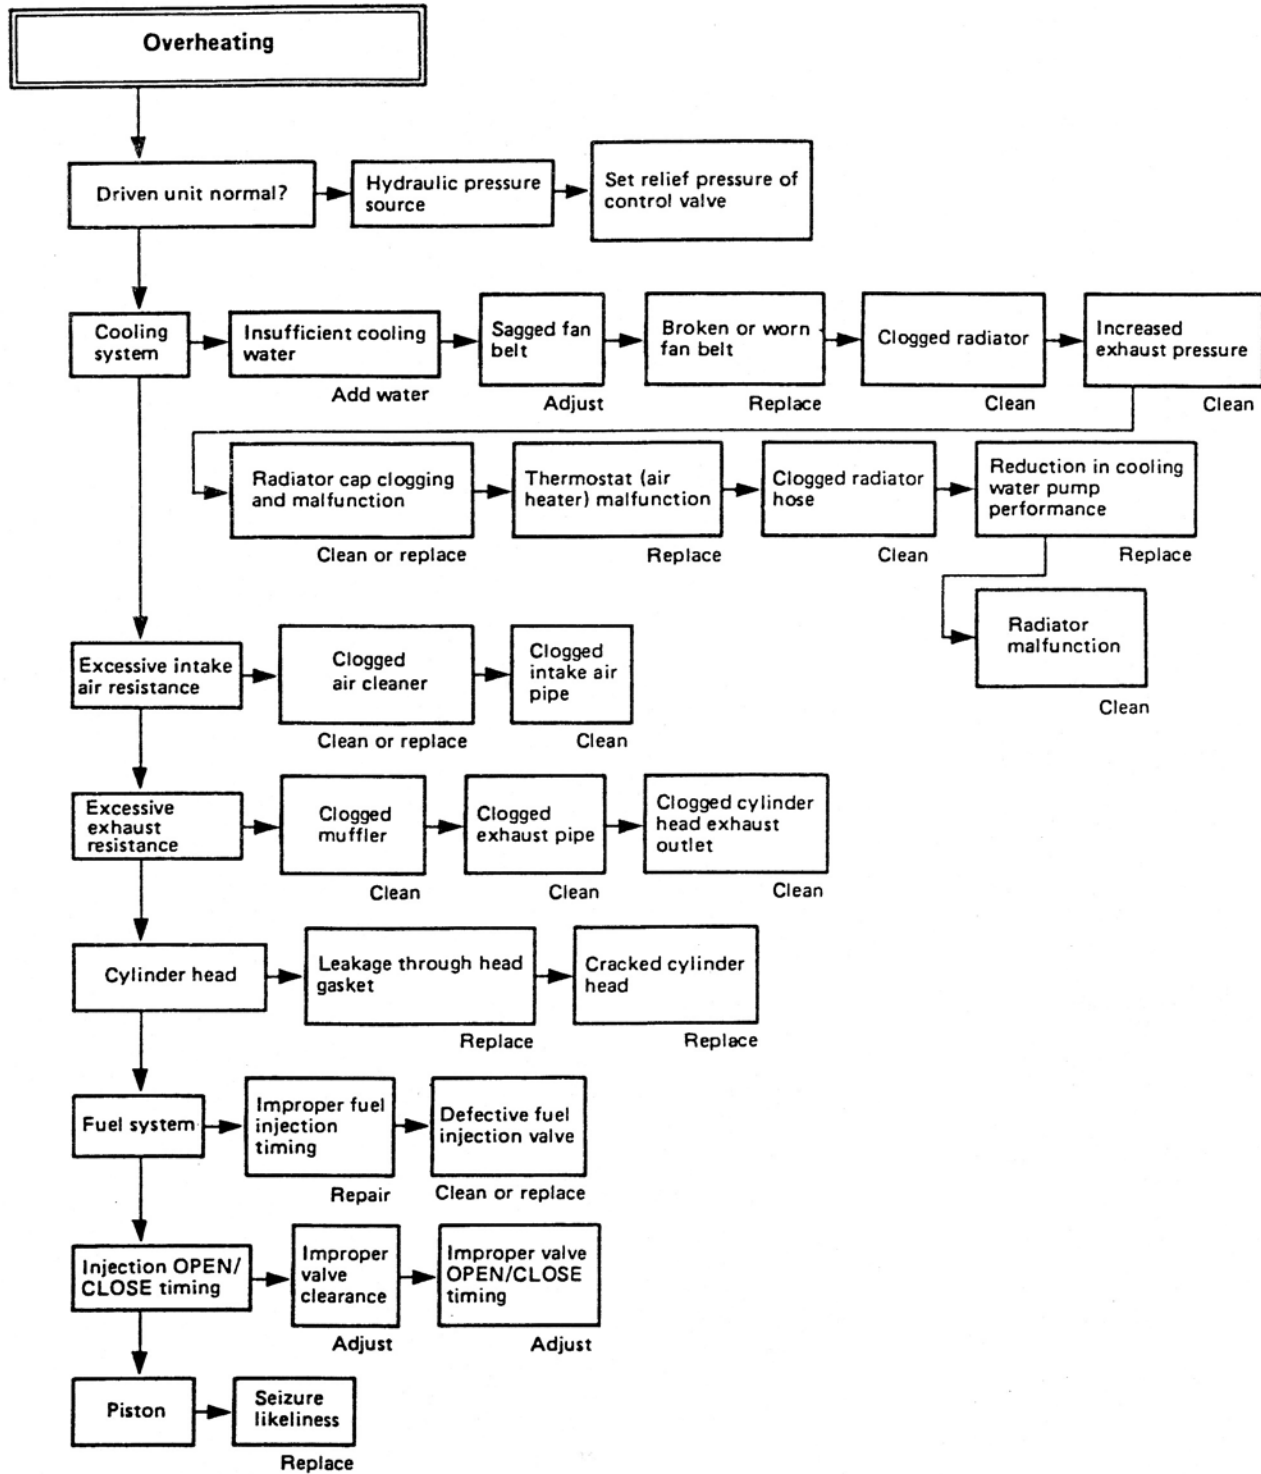 Overheating
Driven unit normal?
Hydraulic pressure
source
Set relief pressure of
control valve
Cooling
system
Insufficient cooling
water
Add water
Sagged fan
belt
Adjust
Broken or worn
fan belt
Replace
Clogged radiator
Clean
Increased
exhaust pressure
Clean
Radiator cap clogging
and malfunction
Clean or replace
Thermostat (air
heater) malfunction
Replace
Clogged radiator
hose
Clean
Reduction in cooling
water pump
performance
Replace
Radiator
malfunction
Clean
Excessive intake
air resistance
Clogged
air cleaner
Clean or replace
Clogged
intake air
pipe
Clean
Excessive
exhaust
resistance
Clogged
muffler
Clean
Clogged
exhaust pipe
Clean
Clogged cylinder
head exhaust
outlet
Clean
Cylinder head
Leakage through head
gasket
Replace
Cracked cylinder
head
Replace
Fuel system
Improper fuel
injection
timing
Repair
Defective fuel
injection valve
Clean or replace
Injection OPEN/
CLOSE timing
Improper
valve
clearance
Adjust
Improper valve
OPEN/CLOSE
timing
Adjust
Piston
Seizure
likeliness
Replace